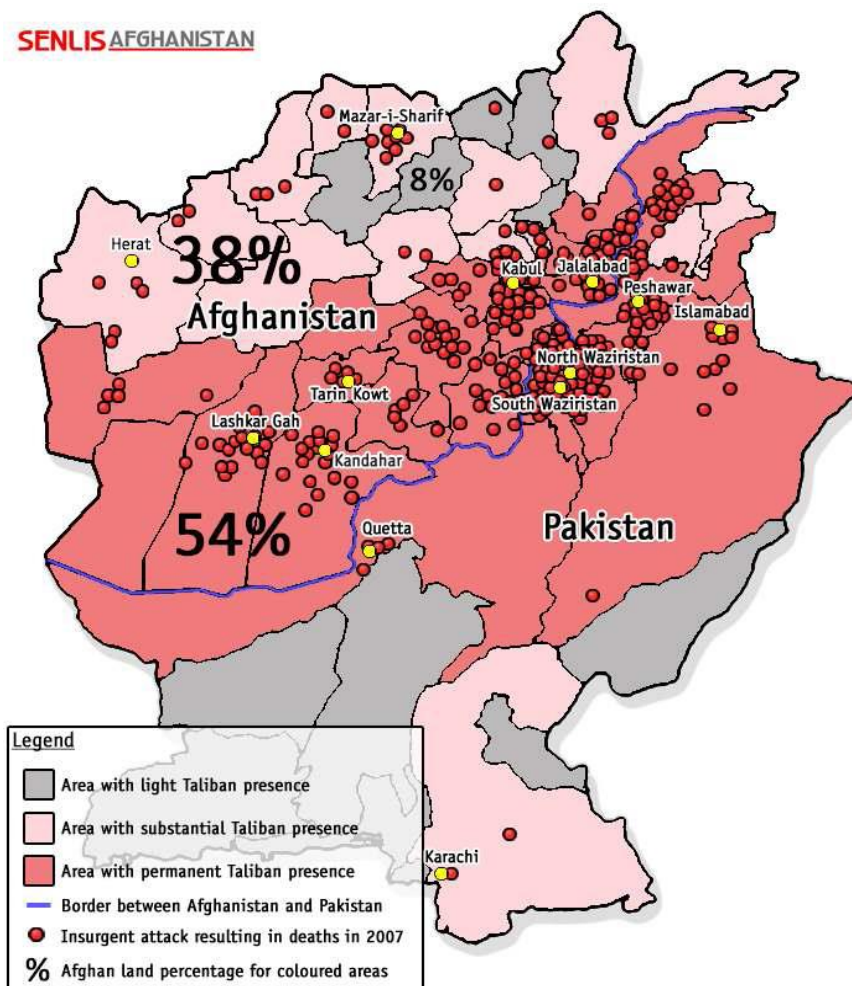 SENLIS AFGHANISTAN
Mazar-i-Sharif
8%
Herat
38%
Kabul
Jalalabad
Peshawar
Afghanistan
Islamabad
North Waziristan
Tarin Kowt
South Waziristan
Lashkar Gah
Kandahar
54%
Quetta
Pakistan
Legend
Area with light Taliban presence
Area with substantial Taliban presence
Karachi
Area with permanent Taliban presence
Border between Afghanistan and Pakistan
Insurgent attack resulting in deaths in 2007
% Afghan land percentage for coloured areas